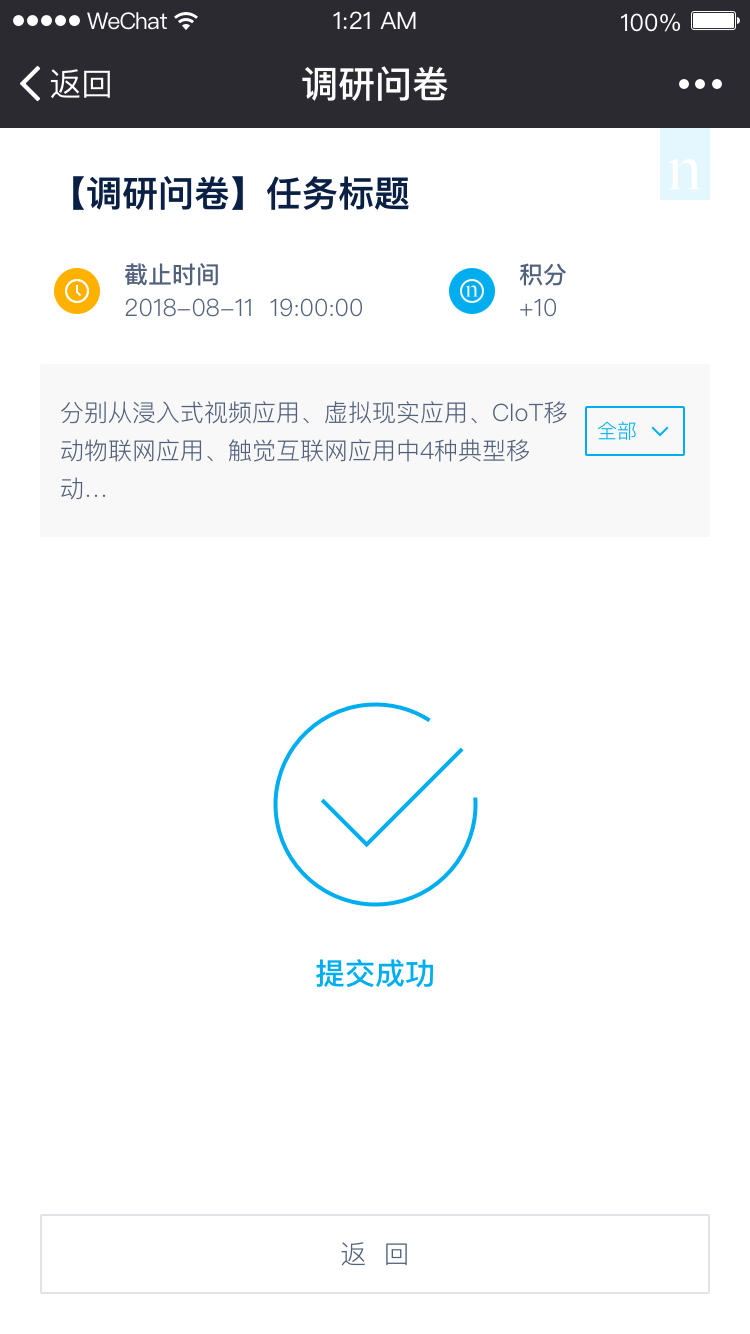 WeChat 1:21 AM 100%
返回 调研问卷
n
【调研问卷】任务标题
截止时间 积分
n
2018-08-11 19:00:00 +10
分别从浸入式视频应用、虚拟现实应用、CIoT移
全部
动物联网应用、触觉互联网应用中4种典型移
动...
提交成功
返 回